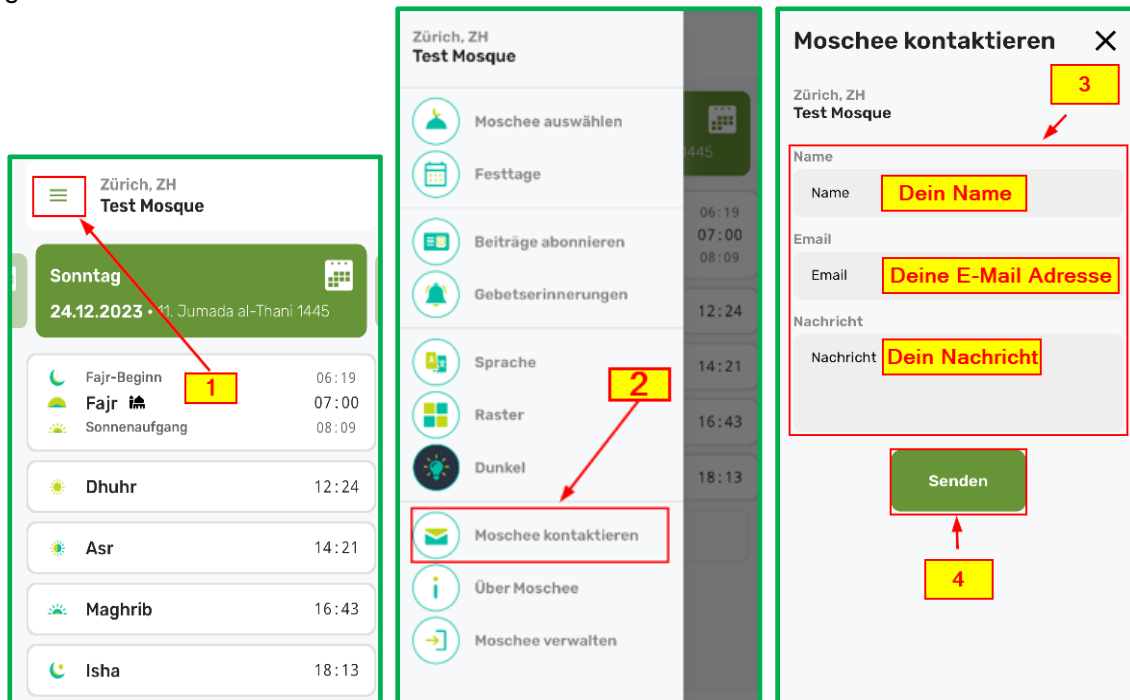 Zürich, ZH
Test Mosque
1
Sonntag
24.12.2023 • 11. Jumada al-Thani 1445
Fajr-Beginn 06:19
Fajr 07:00
Sonnenaufgang 08:09
Dhuhr 12:24
Asr 14:21
Maghrib 16:43
Isha 18:13
Zürich, ZH
Test Mosque
Moschee auswählen
Festtage
1445
Beiträge abonnieren
Gebetserinnerungen
06:19
07:00
08:09
12:24
Sprache
14:21
2
Raster
16:43
Dunkel
18:13
Moschee kontaktieren
Über Moschee
Moschee verwalten
Moschee kontaktieren
3
Zürich, ZH
Test Mosque
Name
Name Dein Name
Email
Email Deine E-Mail Adresse
Nachricht
Nachricht Dein Nachricht
Senden
4